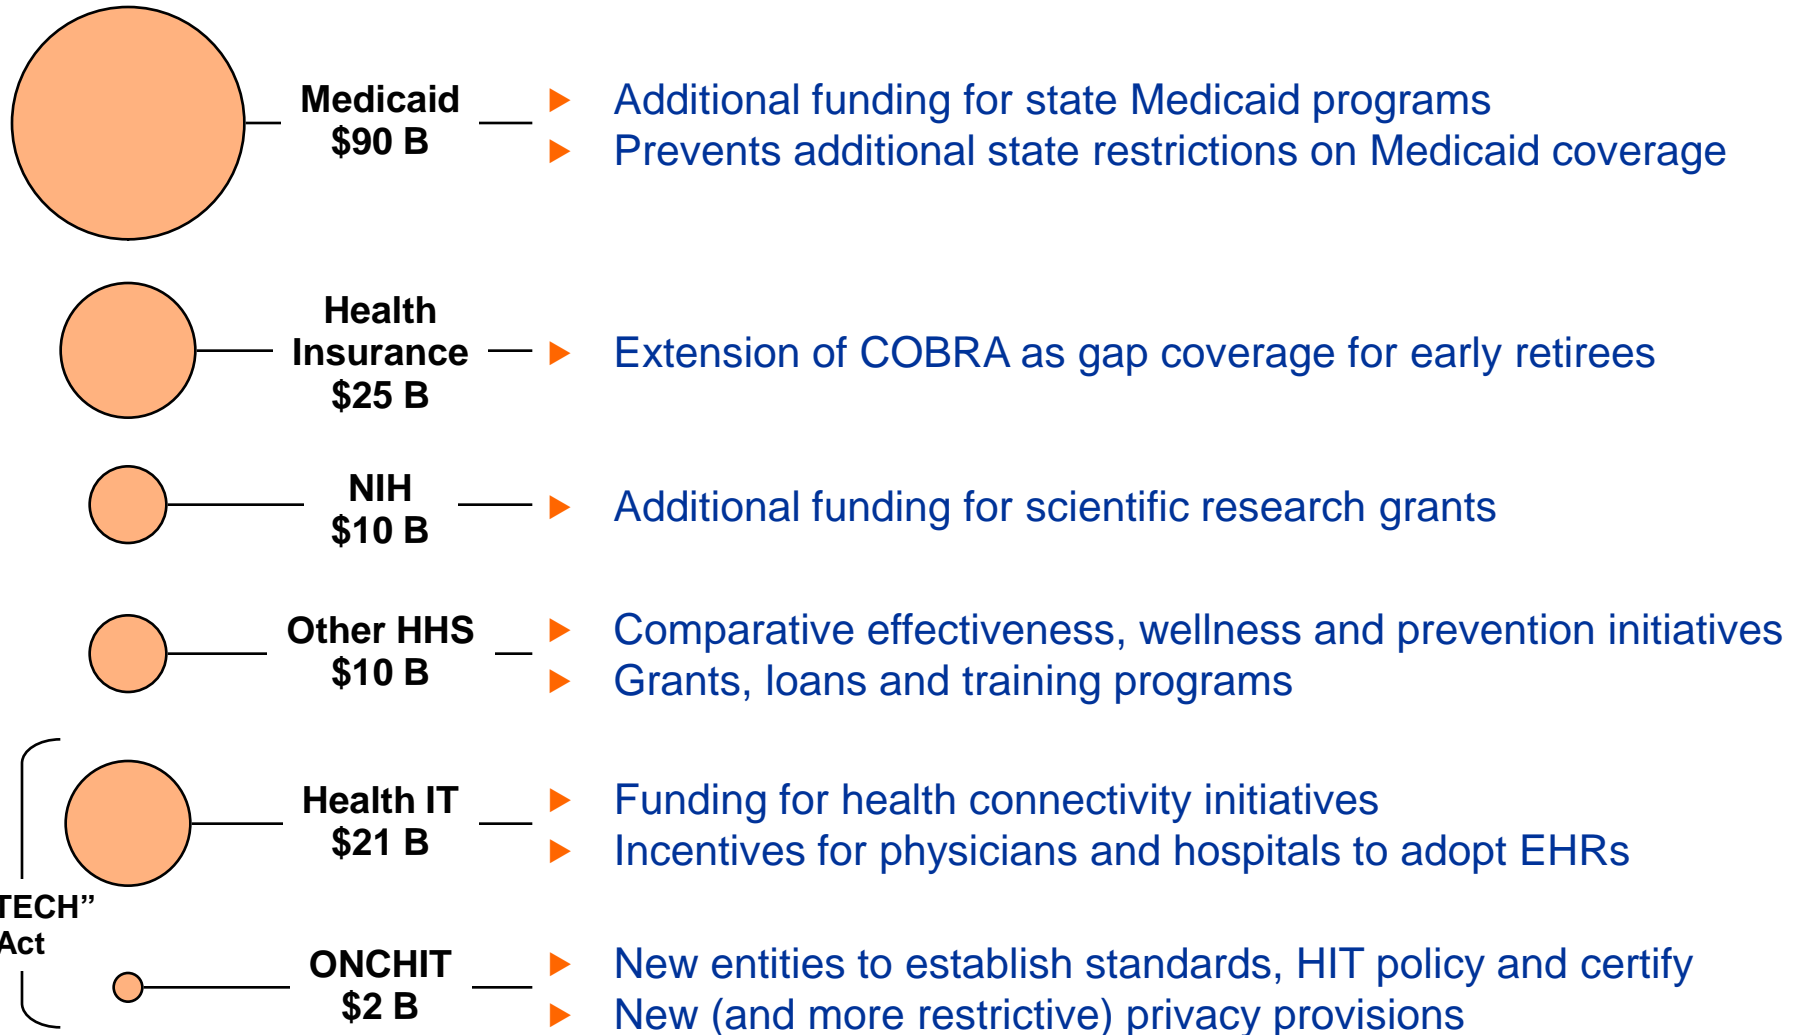 Medicaid
$90 B
Additional funding for state Medicaid programs
Prevents additional state restrictions on Medicaid coverage
Health
Insurance
$25 B
Extension of COBRA as gap coverage for early retirees
NIH
$10 B
Additional funding for scientific research grants
Other HHS
$10 B
Comparative effectiveness, wellness and prevention initiatives
Grants, loans and training programs
Health IT
$21 B
Funding for health connectivity initiatives
Incentives for physicians and hospitals to adopt EHRs
TECH”
Act
ONCHIT
$2 B
New entities to establish standards, HIT policy and certify
New (and more restrictive) privacy provisions